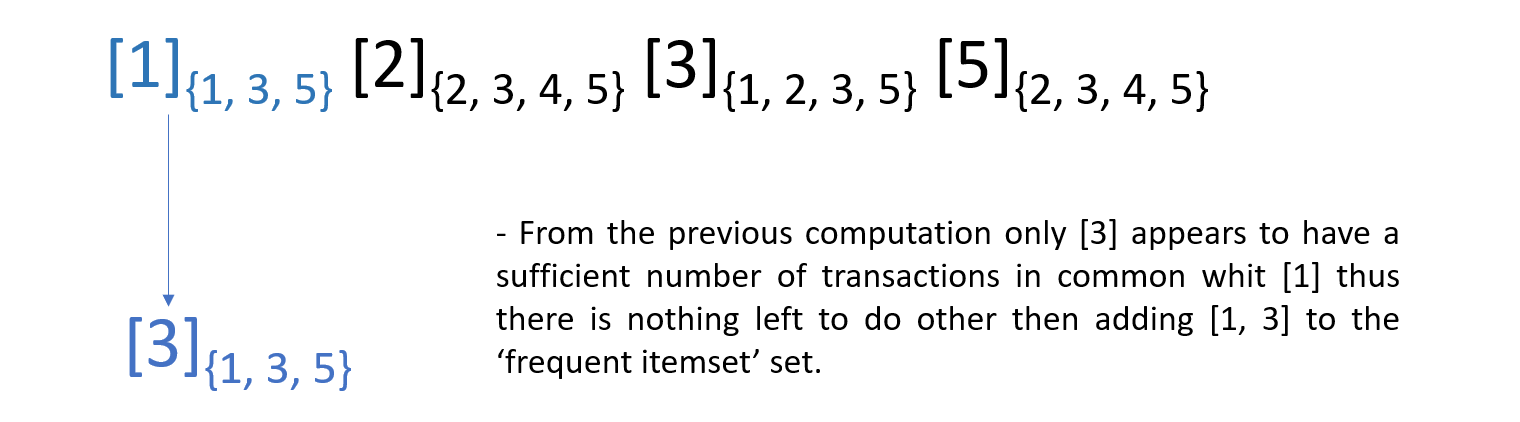 [1]{1, 3, 5} [2]{2, 3, 4, 5} [3]{1, 2, 3, 5} [5]{2, 3, 4, 5}
- From the previous computation only [3] appears to have a
sufficient number of transactions in common whit [1] thus
there is nothing left to do other then adding [1, 3] to the
‘frequent itemset’ set.
[3]{1, 3, 5}